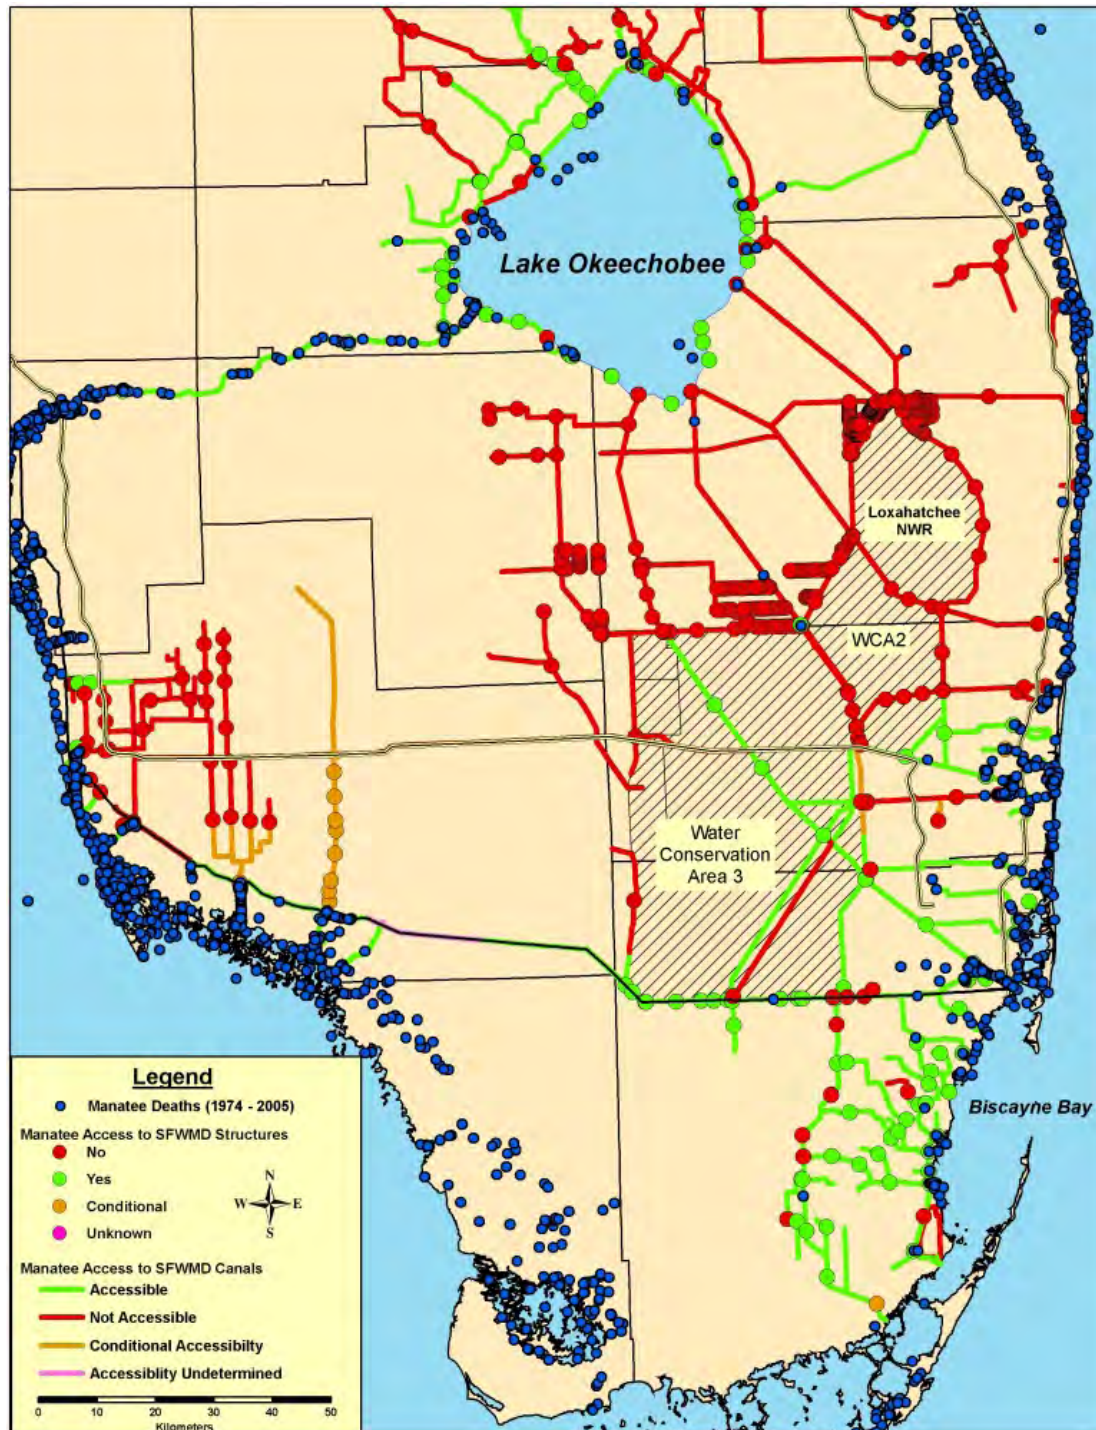 Lake Okeechobee
Loxahatchee
NWR
WCA2
Water
Conservation
Area 3
Biscayne Bay
Legend
Manatee Deaths (1974 - 2005)
Manatee Access to SFWMD Structures
No
Yes
Conditional
Unknown
N
W E
S
Manatee Access to SFWMD Canals
Accessible
Not Accessible
Conditional Accessibilty
Accessiblity Undetermined
0 10 20 30 40 50
Kilometers